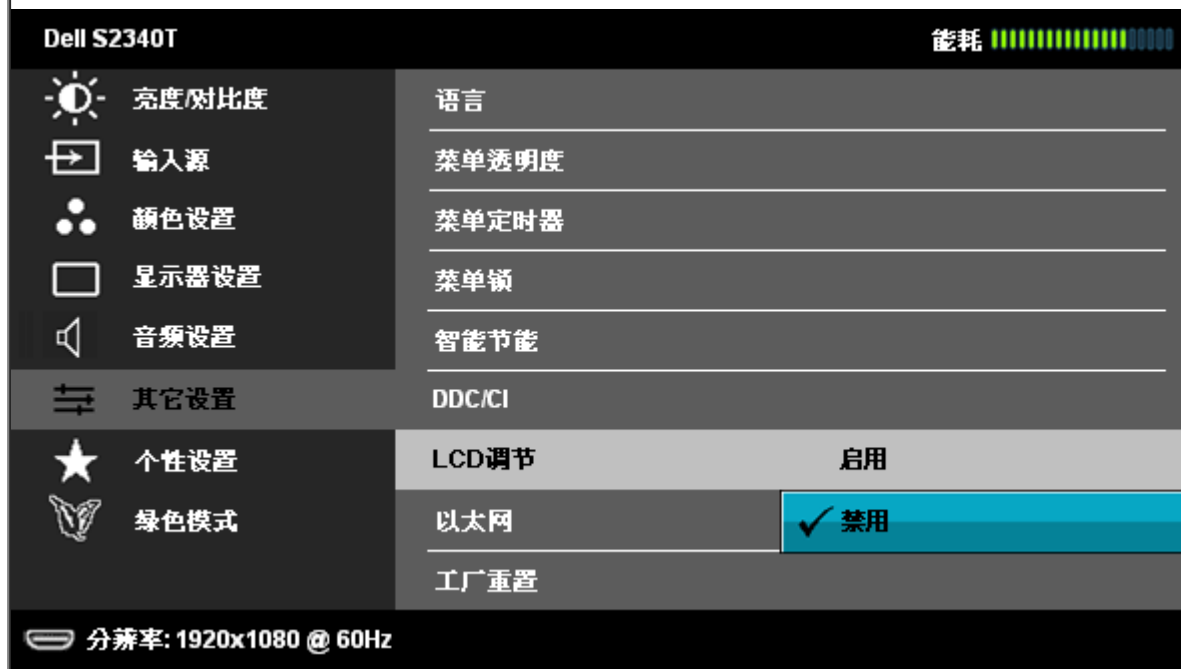 Dell S2340T 能耗
亮度/对比度 语言
输入源 菜单透明度
颜色设置 菜单定时器
显示器设置 菜单锁
音频设置 智能节能
其它设置 DDC/CI
个性设置 LCD调节 启用
绿色模式 以太网 禁用
工厂重置
分辨率: 1920x1080 @ 60Hz